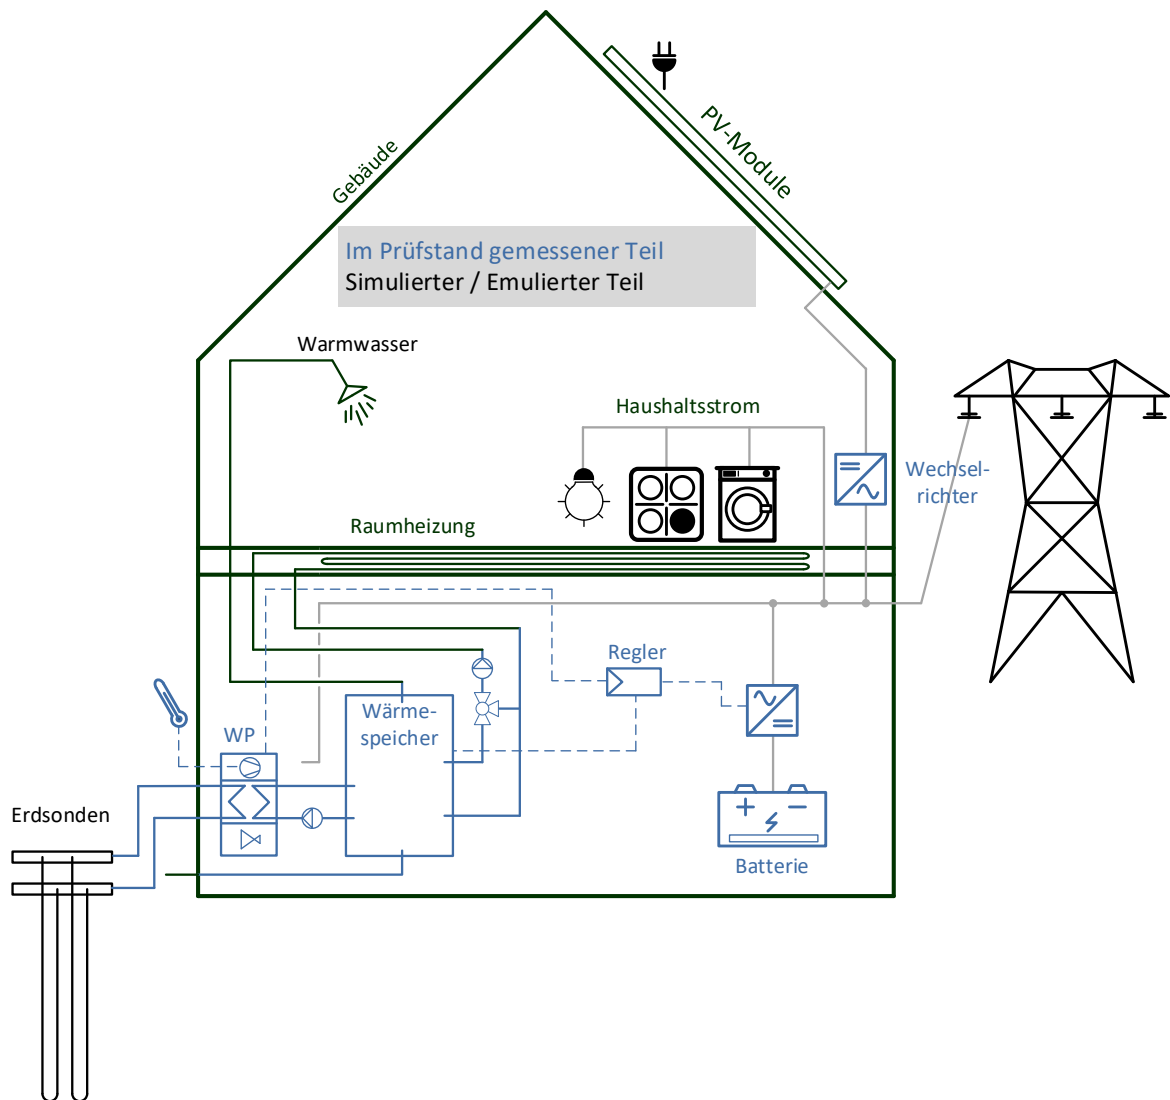 PV-Module
Gebäude
Im Prüfstand gemessener Teil
Simulierter / Emulierter Teil
Warmwasser
Haushaltsstrom
Wechsel-
richter
Raumheizung
Regler
Wärme-
speicher
WP
Erdsonden
Batterie